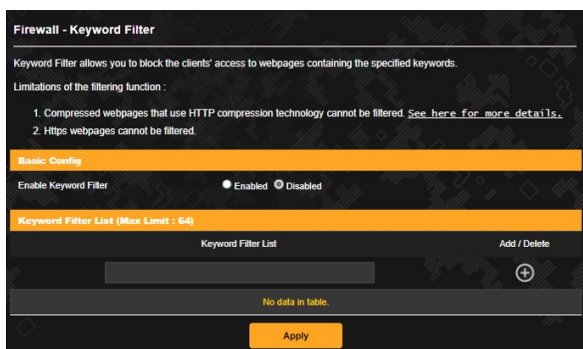 Firewall - Keyword Filter
Keyword Filter allows you to block the clients' access to webpages containing the specified keywords.
Limitations of the filtering function :
1. Compressed webpages that use HTTP compression technology cannot be filtered. See here for more details.
2. Https webpages cannot be filtered.
Basic Config
Enable Keyword Filter Enabled Disabled
Keyword Filter List (Max Limit : 64)
Keyword Filter List Add / Delete
No data in table.
Apply